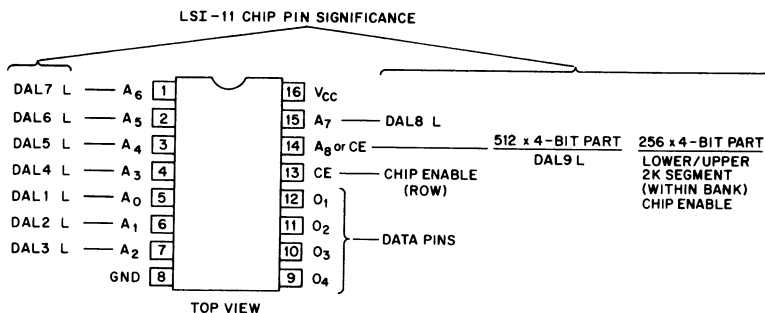 LSI-11 CHIP PIN SIGNIFICANCE
DAL7 L — A6 1
DAL6 L — A5 2
DAL5 L — A4 3
DAL4 L — A3 4
DAL1 L — A0 5
DAL2 L — A1 6
DAL3 L — A2 7
GND 8
16 VCC
15 A7 — DAL8 L
14 A8 or CE
13 CE — CHIP ENABLE
(ROW)
12 O1
11 O2
10 O3
9 O4
DATA PINS
512 x 4-BIT PART
DAL9 L
256 x 4-BIT PART
LOWER/UPPER
2K SEGMENT
(WITHIN BANK)
CHIP ENABLE
TOP VIEW